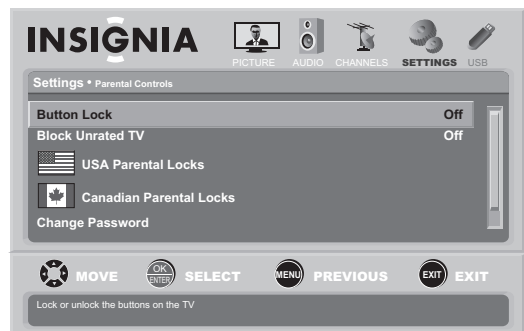 INSIGNIA
PICTURE AUDIO CHANNELS SETTINGS USB
Settings • Parental Controls
Button Lock Off
Block Unrated TV Off
USA Parental Locks
Canadian Parental Locks
Change Password
MOVE OK ENTER SELECT MENU PREVIOUS EXIT EXIT
Lock or unlock the buttons on the TV